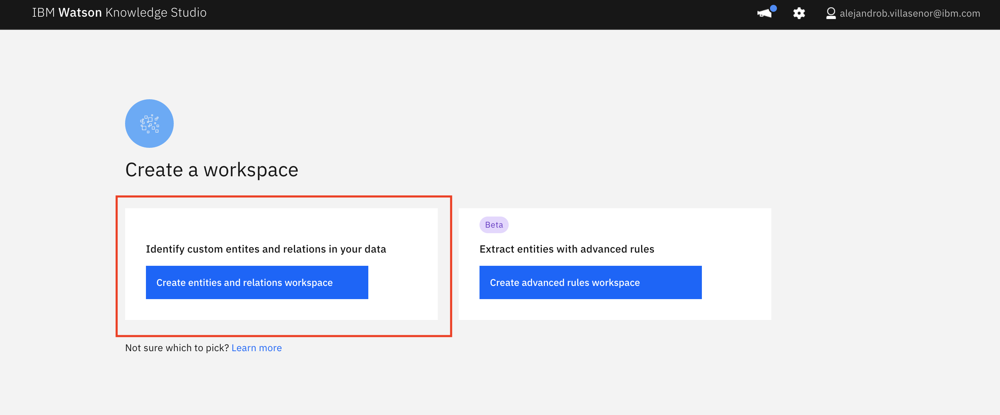 IBM Watson Knowledge Studio
alejandrob.villasenor@ibm.com
Create a workspace
Identify custom entites and relations in your data
Create entities and relations workspace
Beta
Extract entities with advanced rules
Create advanced rules workspace
Not sure which to pick? Learn more